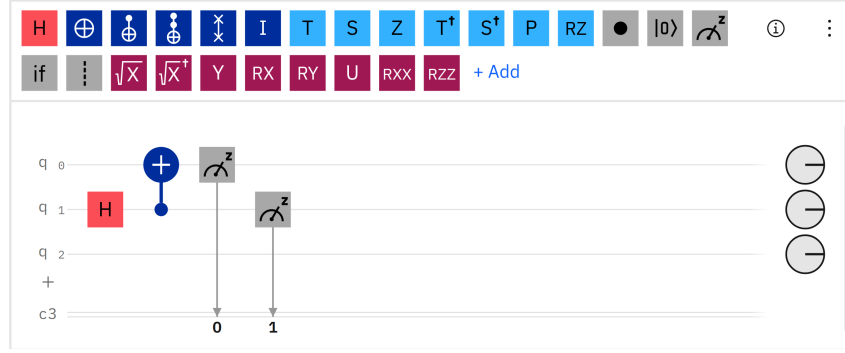 H I T S Z T† S† P RZ |0⟩ z i
if √X √X† Y RX RY U RXX RZZ + Add
q 0 z
q 1 H z
q 2
+
c3
0 1